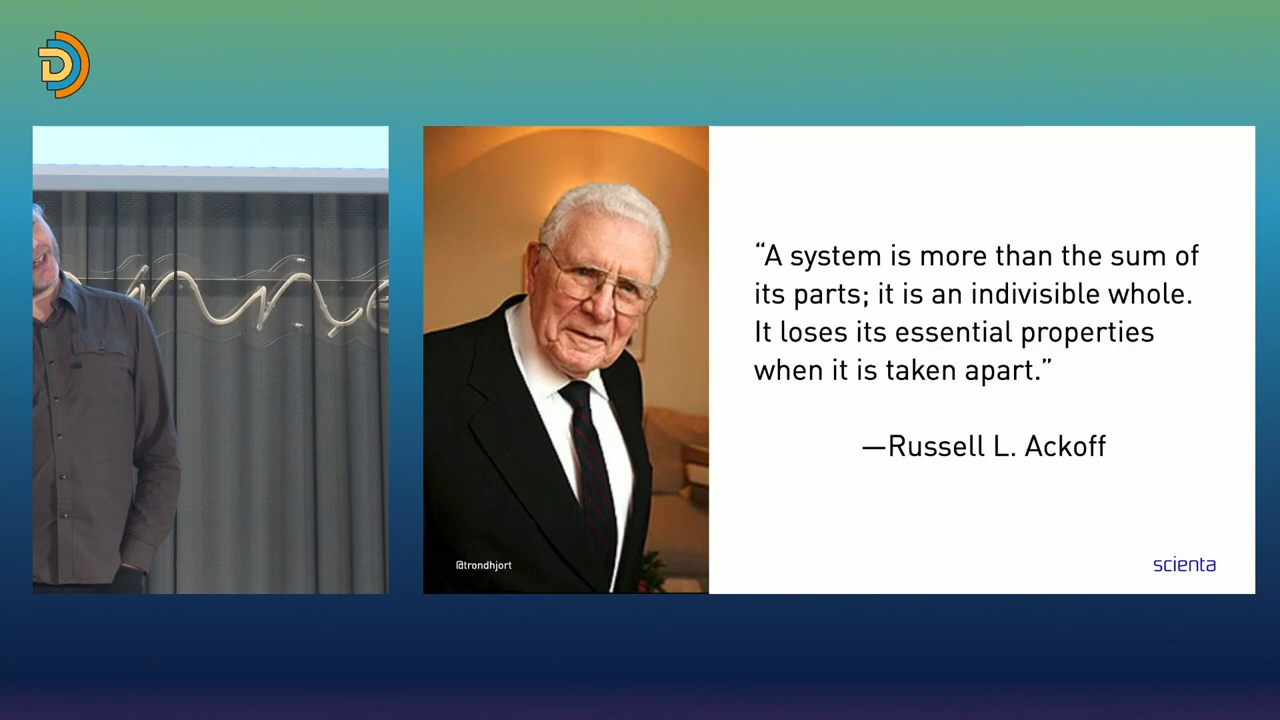 D
“A system is more than the sum of
its parts; it is an indivisible whole.
It loses its essential properties
when it is taken apart.”
—Russell L. Ackoff
@trondhjort
scienta